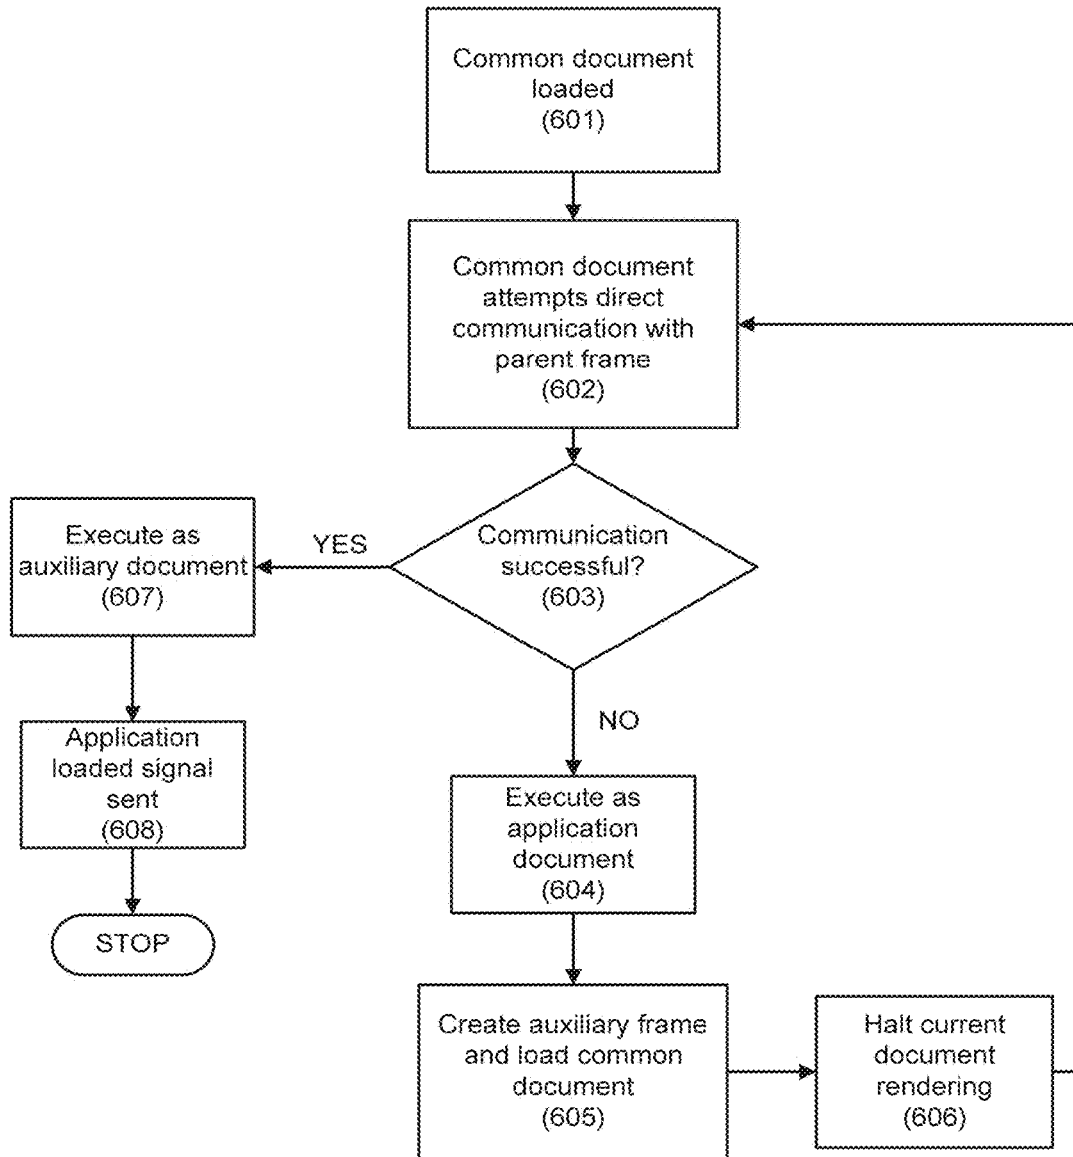 Common document
loaded
(601)
Common document
attempts direct
communication with
parent frame
(602)
Communication
successful?
(603)
YES
Execute as
auxiliary document
(607)
Application
loaded signal
sent
(608)
STOP
NO
Execute as
application
document
(604)
Create auxiliary frame
and load common
document
(605)
Halt current
document
rendering
(606)